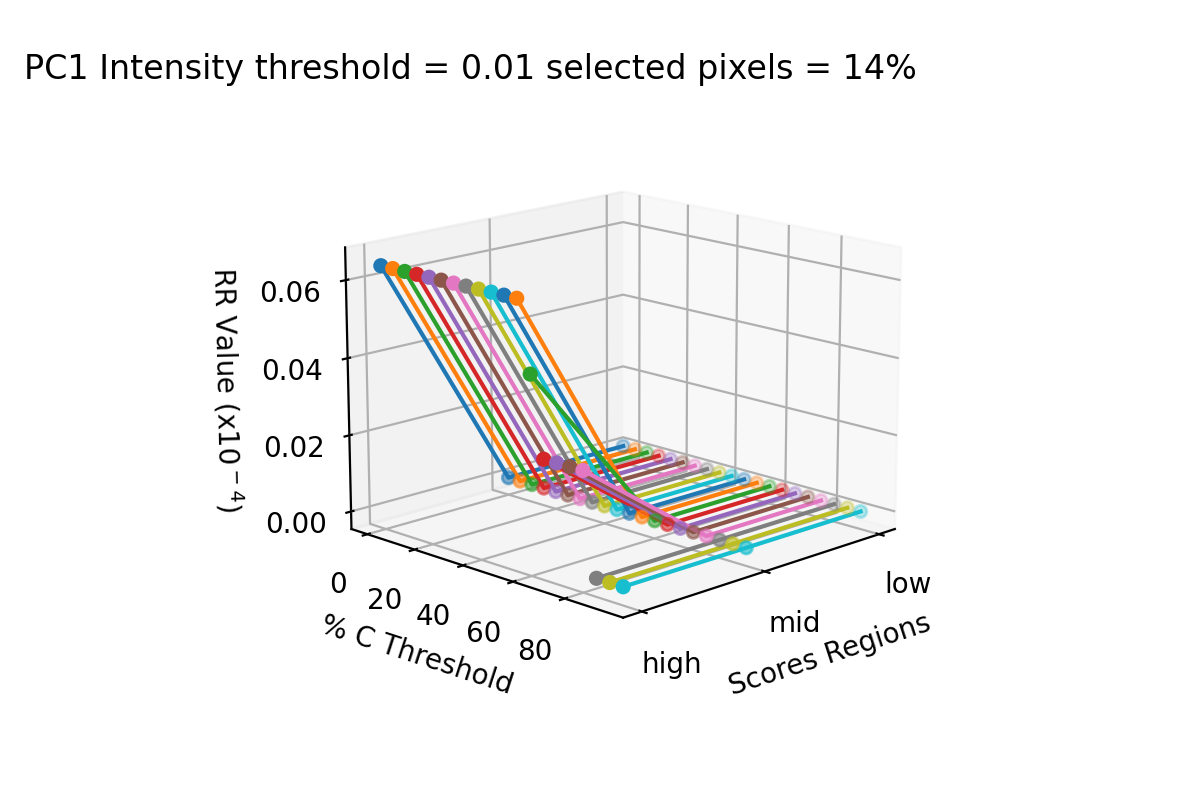 PC1 Intensity threshold = 0.01 selected pixels = 14%
RR Value (x10⁻⁴)
0.06
0.04
0.02
0.00
0
20
40
60
80
% C Threshold
high
mid
low
Scores Regions